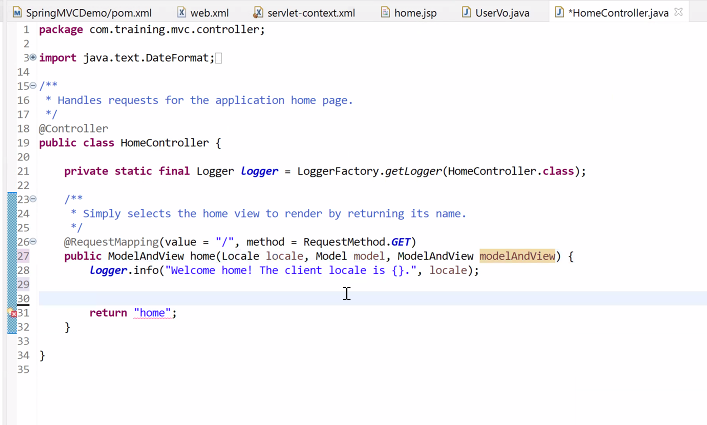 SpringMVCDemo/pom.xml web.xml servlet-context.xml home.jsp UserVo.java *HomeController.java
1 package com.training.mvc.controller;
2
3 import java.text.DateFormat;
14
15 /**
16 * Handles requests for the application home page.
17 */
18 @Controller
19 public class HomeController {
20
21 private static final Logger logger = LoggerFactory.getLogger(HomeController.class);
22
23 /**
24 * Simply selects the home view to render by returning its name.
25 */
26 @RequestMapping(value = "/", method = RequestMethod.GET)
27 public ModelAndView home(Locale locale, Model model, ModelAndView modelAndView) {
28 logger.info("Welcome home! The client locale is {}.", locale);
29
30
31 return "home";
32 }
33
34 }
35